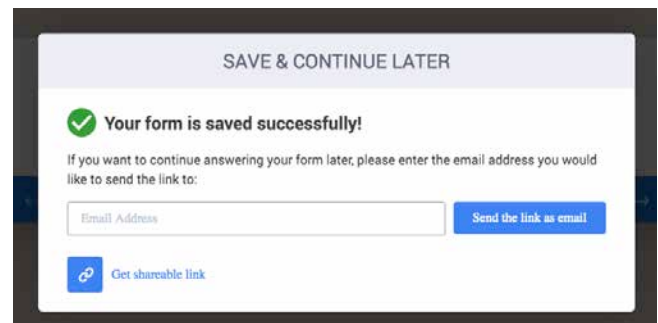 SAVE & CONTINUE LATER
Your form is saved successfully!
If you want to continue answering your form later, please enter the email address you would
like to send the link to:
Email Address
Send the link as email
Get shareable link